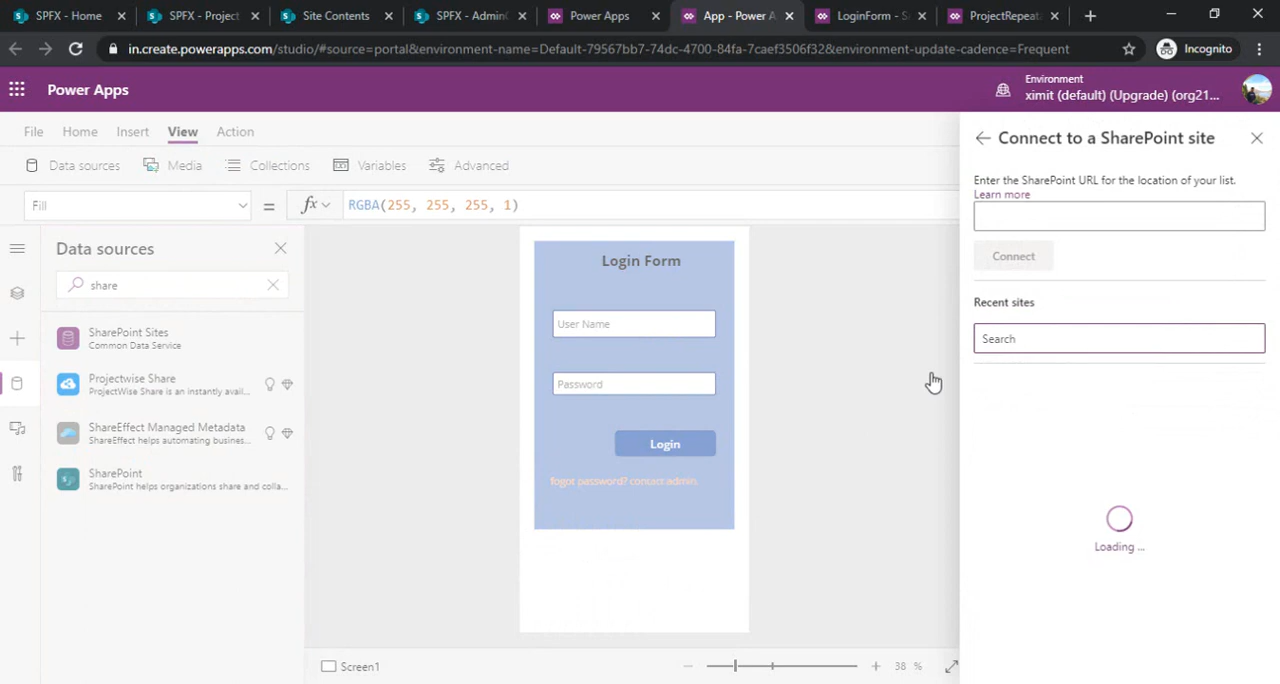 SPFX - Home
SPFX - Project
Site Contents
SPFX - Admin
Power Apps
App - Power A
LoginForm - S
ProjectRepeat
in.create.powerapps.com/studio/#source=portal&environment-name=Default-79567bb7-74dc-4700-84fa-7caef3506f32&environment-update-cadence=Frequent
Incognito
Power Apps
Environment
ximit (default) (Upgrade) (org21...
File Home Insert View Action
Data sources Media Collections Variables Advanced
Fill = fx RGBA(255, 255, 255, 1)
Data sources
share
SharePoint Sites
Common Data Service
Projectwise Share
ProjectWise Share is an instantly avail...
ShareEffect Managed Metadata
ShareEffect helps automating busines...
SharePoint
SharePoint helps organizations share and colla...
Login Form
User Name
Password
Login
fogot password? contact admin
Screen1
38 %
Connect to a SharePoint site
Enter the SharePoint URL for the location of your list.
Learn more
Connect
Recent sites
Search
Loading ...